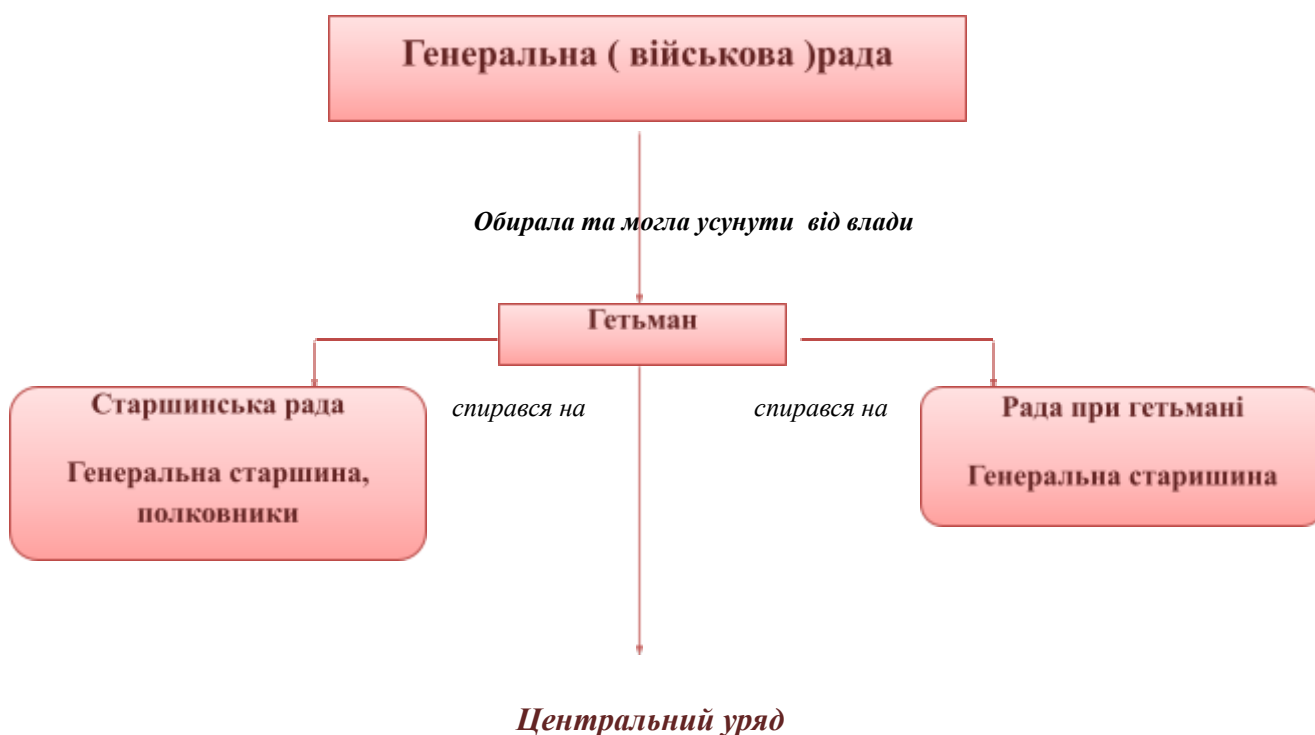 Генеральна ( військова )рада
Обирала та могла усунути від влади
Гетьман
Старшинська рада
Генеральна старшина,
полковники
спирався на
спирався на
Рада при гетьмані
Генеральна старишина
Центральний уряд